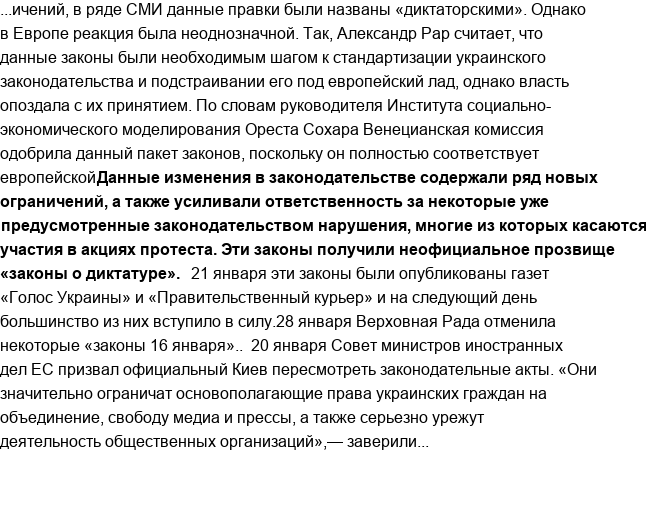 ...ичений, в ряде СМИ данные правки были названы «диктаторскими». Однако
в Европе реакция была неоднозначной. Так, Александр Рар считает, что
данные законы были необходимым шагом к стандартизации украинского
законодательства и подстраивании его под европейский лад, однако власть
опоздала с их принятием. По словам руководителя Института социально-
экономического моделирования Ореста Сохара Венецианская комиссия
одобрила данный пакет законов, поскольку он полностью соответствует
европейскойДанные изменения в законодательстве содержали ряд новых
ограничений, а также усиливали ответственность за некоторые уже
предусмотренные законодательством нарушения, многие из которых касаются
участия в акциях протеста. Эти законы получили неофициальное прозвище
«законы о диктатуре».  21 января эти законы были опубликованы газет
«Голос Украины» и «Правительственный курьер» и на следующий день
большинство из них вступило в силу.28 января Верховная Рада отменила
некоторые «законы 16 января»..  20 января Совет министров иностранных
дел ЕС призвал официальный Киев пересмотреть законодательные акты. «Они
значительно ограничат основополагающие права украинских граждан на
объединение, свободу медиа и прессы, а также серьезно урежут
деятельность общественных организаций»,— заверили...